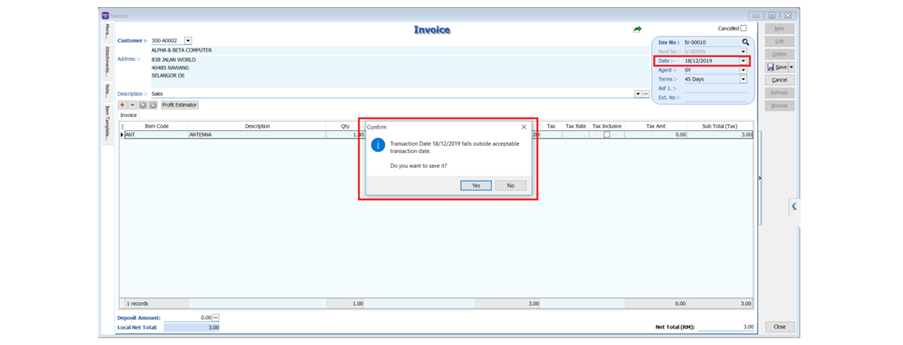 Invoice
Invoice
Cancelled
Customer :- 300-A0002
ALPHA & BETA COMPUTER
Address :- 838 JALAN WORLD
40485 RAWANG
SELANGOR DE
Description :- Sales
Inv No : IV-00010
Next No :- IV-00099
Date :- 18/12/2019
Agent :- SY
Terms :- 45 Days
Ref 1. :-
Ext. No :-
More...
Attachments...
Note...
Item Template...
New
Edit
Delete
Save
Cancel
Refresh
Browse
Profit Estimator
Invoice
Item Code Description Qty Tax Tax Rate Tax Inclusive Tax Amt Sub Total (Tax)
ANT ANTENNA 0.00 3.00
Confirm
Transaction Date 18/12/2019 falls outside acceptable
transaction date.
Do you want to save it?
Yes No
1 records 1.00 3.00 0.00 3.00
Deposit Amount: 0.00
Local Net Total: 3.00
Net Total (RM): 3.00
Close